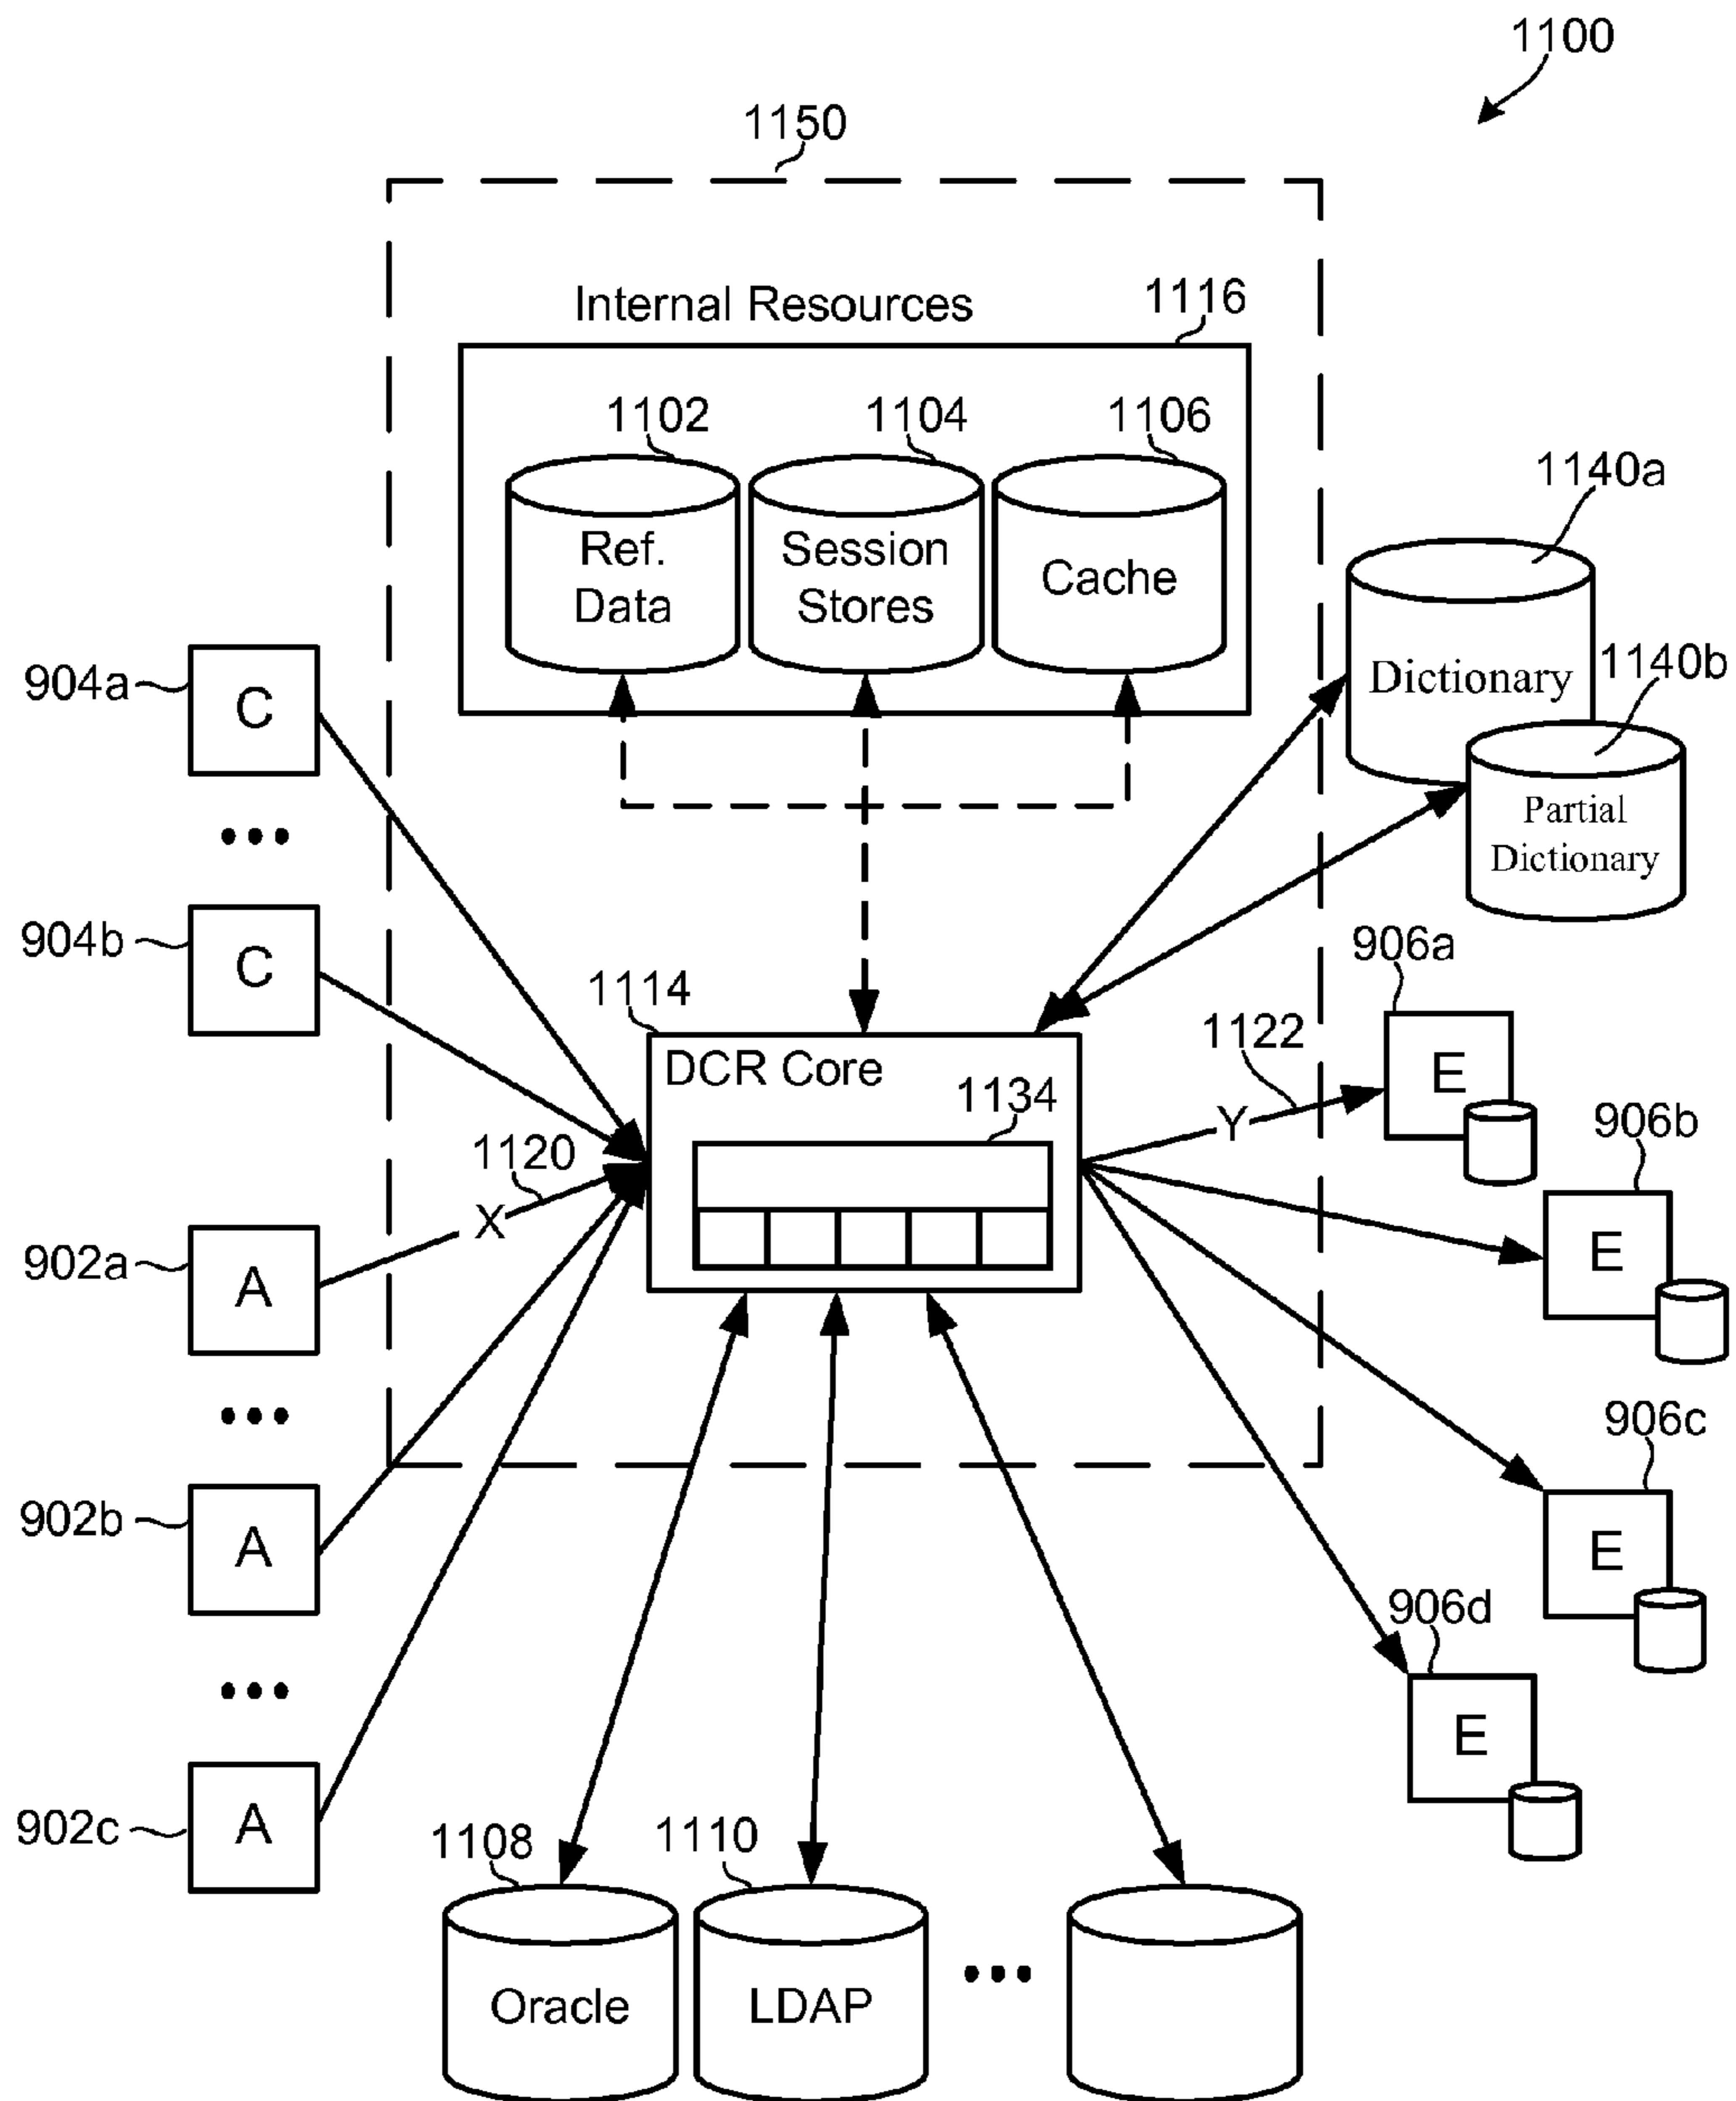 1100
1150
Internal Resources
1116
1102
1104
1106
Ref.
Data
Session
Stores
Cache
1140a
Dictionary
1140b
Partial
Dictionary
904a
C
•••
904b
C
906a
E
1114
DCR Core
1134
1122
Y
906b
E
1120
X
902a
A
•••
906c
E
902b
A
906d
E
•••
902c
A
1108
Oracle
1110
LDAP
•••